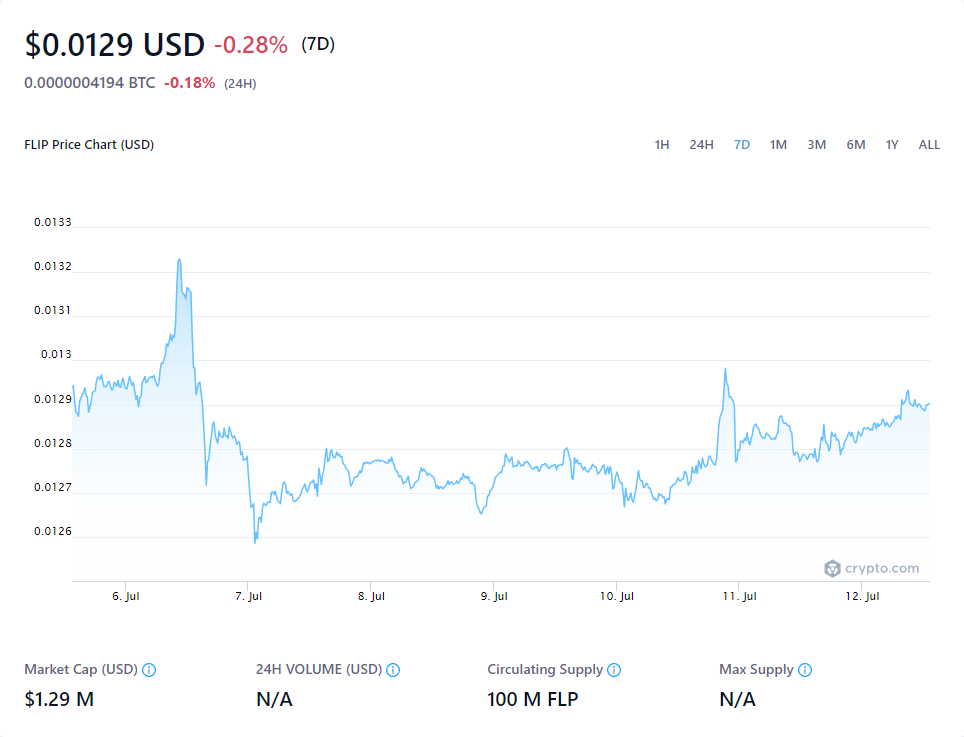 $0.0129 USD -0.28% (7D)
0.0000004194 BTC -0.18% (24H)
FLIP Price Chart (USD) 1H 24H 7D 1M 3M 6M 1Y ALL
0.0133
0.0132
0.0131
0.013
0.0129
0.0128
0.0127
0.0126
crypto.com
6. Jul 7. Jul 8. Jul 9. Jul 10. Jul 11. Jul 12. Jul
Market Cap (USD) 24H VOLUME (USD) Circulating Supply Max Supply
$1.29 M N/A 100 M FLP N/A